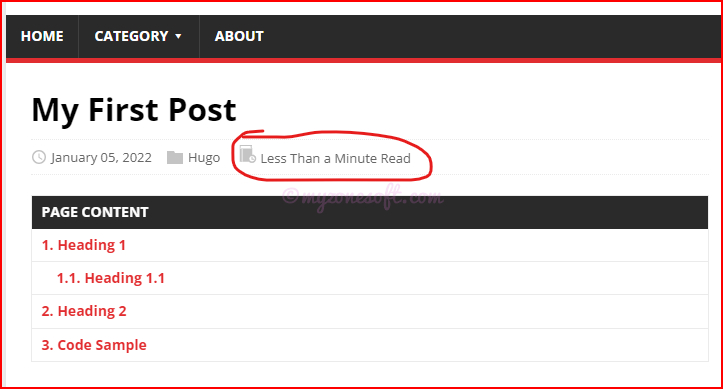 HOME CATEGORY ABOUT
My First Post
January 05, 2022 Hugo Less Than a Minute Read
©myzonesoft.com
PAGE CONTENT
1. Heading 1
1.1. Heading 1.1
2. Heading 2
3. Code Sample